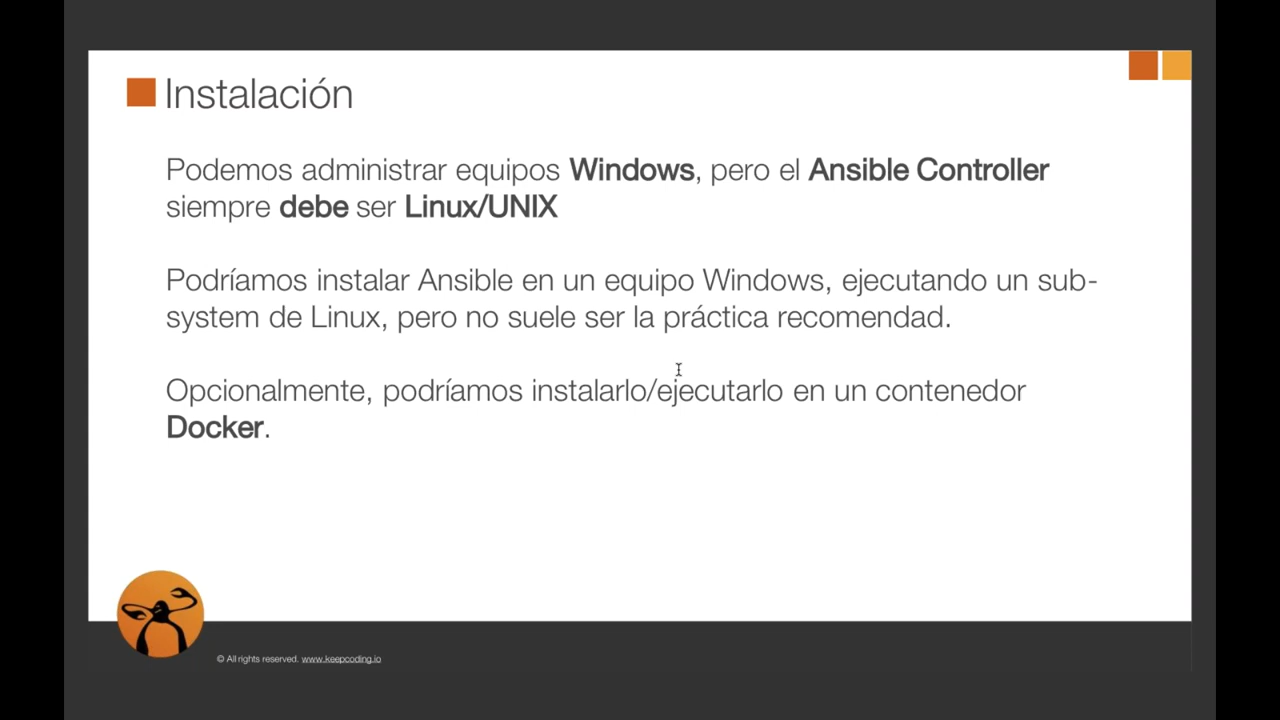 Instalación
Podemos administrar equipos Windows, pero el Ansible Controller
siempre debe ser Linux/UNIX
Podríamos instalar Ansible en un equipo Windows, ejecutando un sub-
system de Linux, pero no suele ser la práctica recomendad.
Opcionalmente, podríamos instalarlo/ejecutarlo en un contenedor
Docker.
© All rights reserved. www.keepcoding.io